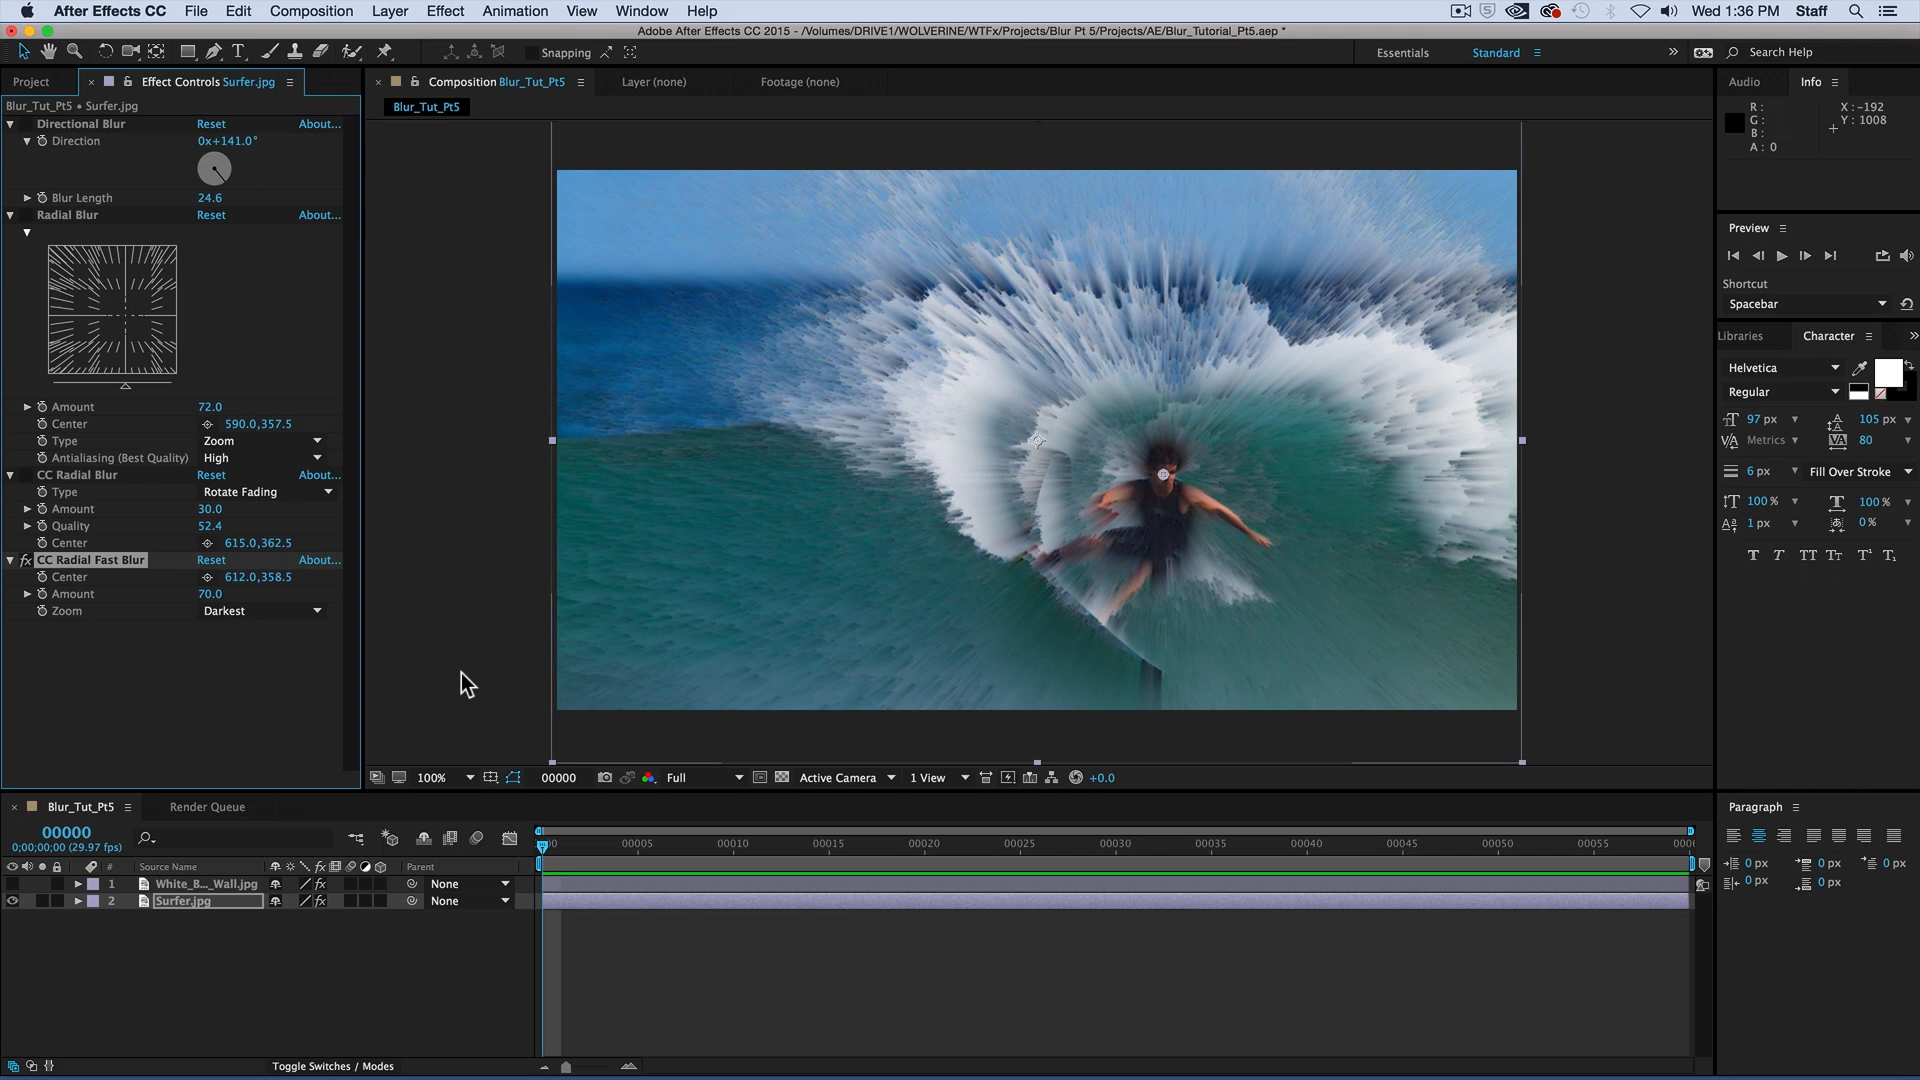 After Effects CC File Edit Composition Layer Effect Animation View Window Help Wed 1:36 PM Staff
Adobe After Effects CC 2015 - /Volumes/DRIVE1/WOLVERINE/WTFx/Projects/Blur Pt 5/Projects/AE/Blur_Tutorial_Pt5.aep *
Snapping Essentials Standard Search Help
Project Effect Controls Surfer.jpg Composition Blur_Tut_Pt5 Layer (none) Footage (none) Audio Info
Blur_Tut_Pt5 • Surfer.jpg Blur_Tut_Pt5
R: X: -192
G: Y: 1008
B:
A: 0
Directional Blur Reset About...
Direction 0x+141.0°
Blur Length 24.6
Radial Blur Reset About...
Amount 72.0
Center 590.0,357.5
Type Zoom
Antialiasing (Best Quality) High
CC Radial Blur Reset
Type Rotate Fading
Amount 30.0
Quality 52.4
Center 615.0,362.5
fx CC Radial Fast Blur Reset About...
Center 612.0,358.5
Amount 70.0
Zoom Darkest
Preview
Shortcut
Spacebar
Libraries Character
Helvetica
Regular
97 px 105 px
Metrics 80
6 px Fill Over Stroke
100 % 100 %
1 px 0 %
T T TT Tt T¹ T₁
100% 00000 Full Active Camera 1 View +0.0
Blur_Tut_Pt5 Render Queue
00000
0;00;00;00 (29.97 fps)
00005 00010 00015 00020 00025 00030 00035 00040 00045 00050 00055
# Source Name fx Parent
1 White_B..._Wall.jpg fx None
2 Surfer.jpg fx None
Toggle Switches / Modes
Paragraph
0 px 0 px 0 px
0 px 0 px